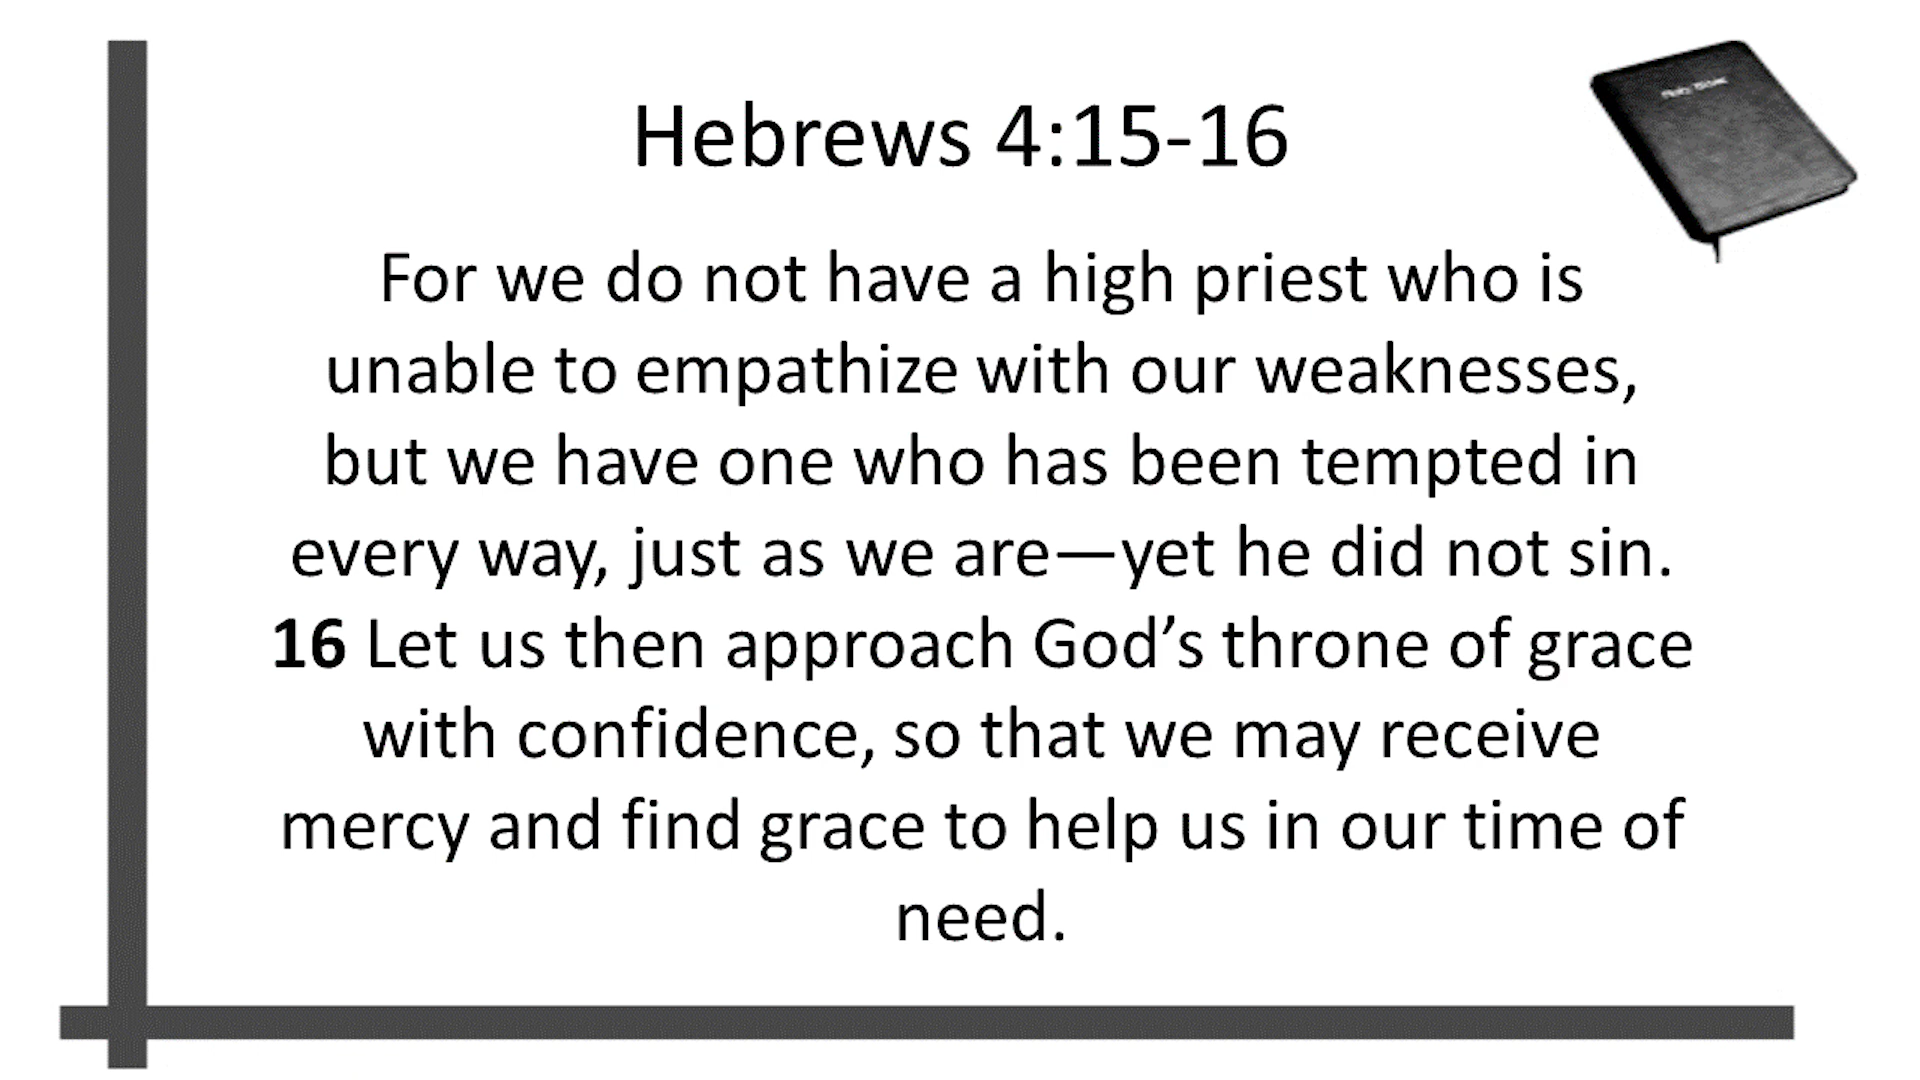 Holy Bible
Hebrews 4:15-16
For we do not have a high priest who is
unable to empathize with our weaknesses,
but we have one who has been tempted in
every way, just as we are—yet he did not sin.
16 Let us then approach God’s throne of grace
with confidence, so that we may receive
mercy and find grace to help us in our time of
need.